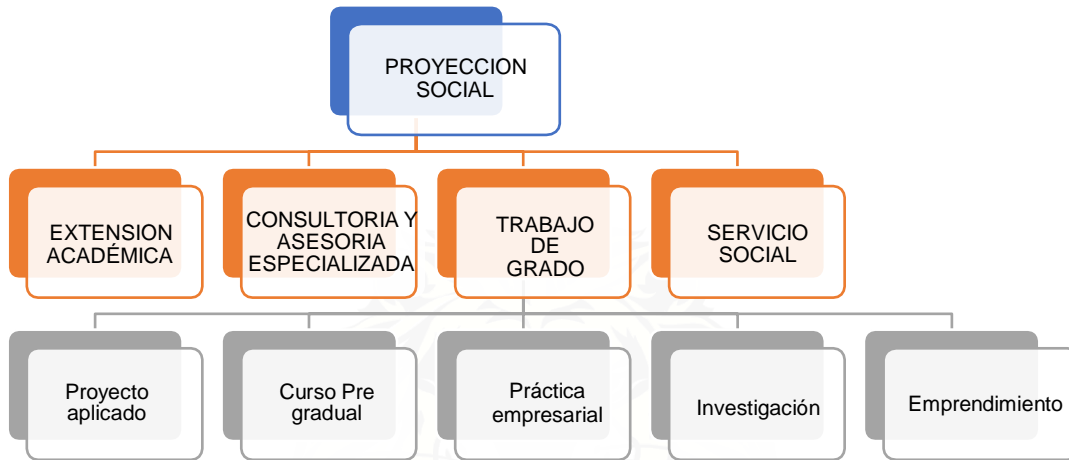 PROYECCION
SOCIAL
EXTENSION
ACADÉMICA
CONSULTORIA Y
ASESORIA
ESPECIALIZADA
TRABAJO
DE
GRADO
SERVICIO
SOCIAL
Proyecto
aplicado
Curso Pre
gradual
Práctica
empresarial
Investigación
Emprendimiento